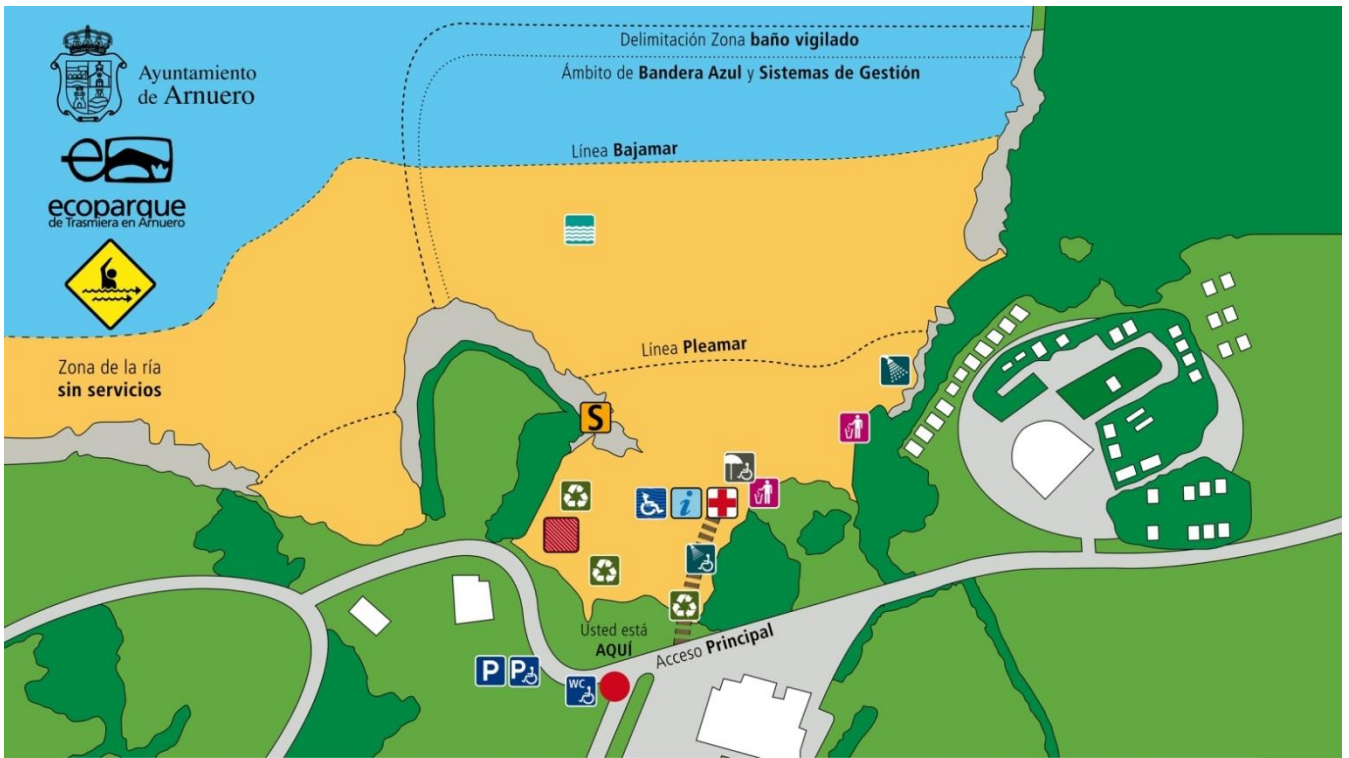 Ayuntamiento
de Arnuero
ecoparque
de Trasmiera en Arnuero
Zona de la ría
sin servicios
Delimitación Zona baño vigilado
Ámbito de Bandera Azul y Sistemas de Gestión
Línea Bajamar
Línea Pleamar
S
i
Usted está
AQUÍ
Acceso Principal
P
P
WC